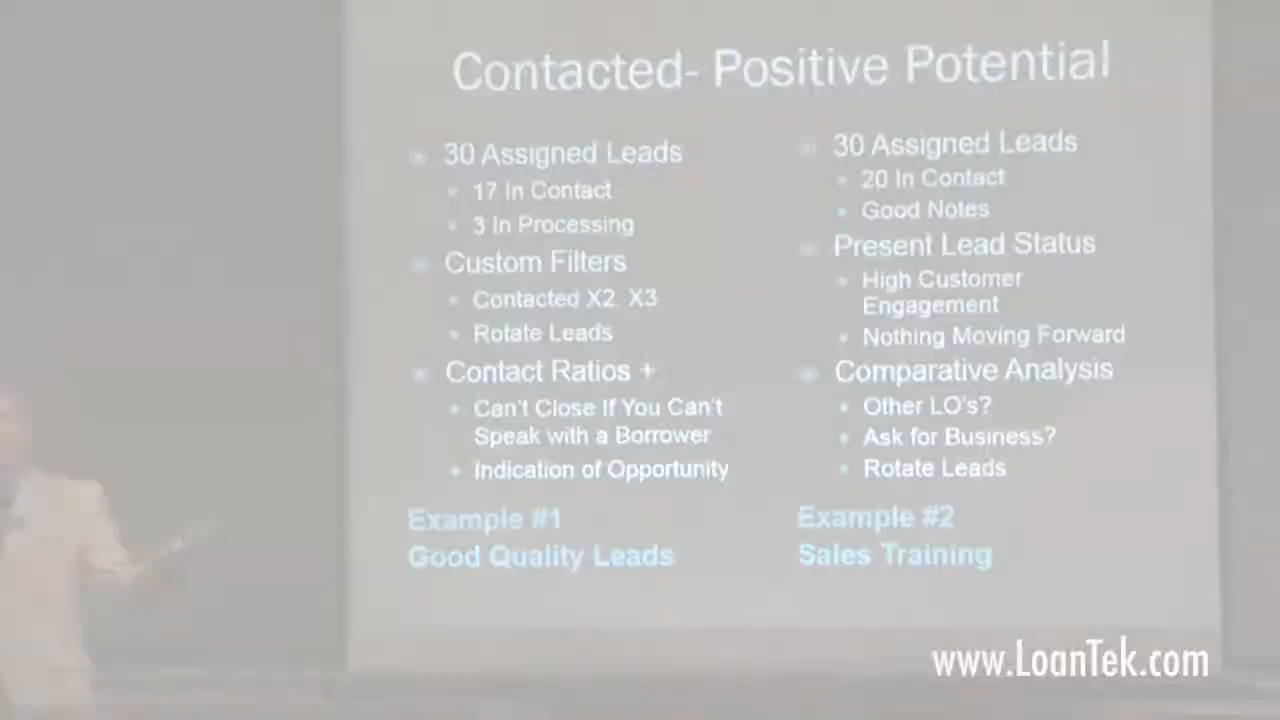 Contacted- Positive Potential
30 Assigned Leads
17 In Contact
3 In Processing
Custom Filters
Contacted X2 X3
Rotate Leads
Contact Ratios +
Can't Close If You Can't
Speak with a Borrower
Indication of Opportunity
Example #1
Good Quality Leads
30 Assigned Leads
20 In Contact
Good Notes
Present Lead Status
High Customer
Engagement
Nothing Moving Forward
Comparative Analysis
Other LO's?
Ask for Business?
Rotate Leads
Example #2
Sales Training
www.LoanTek.com